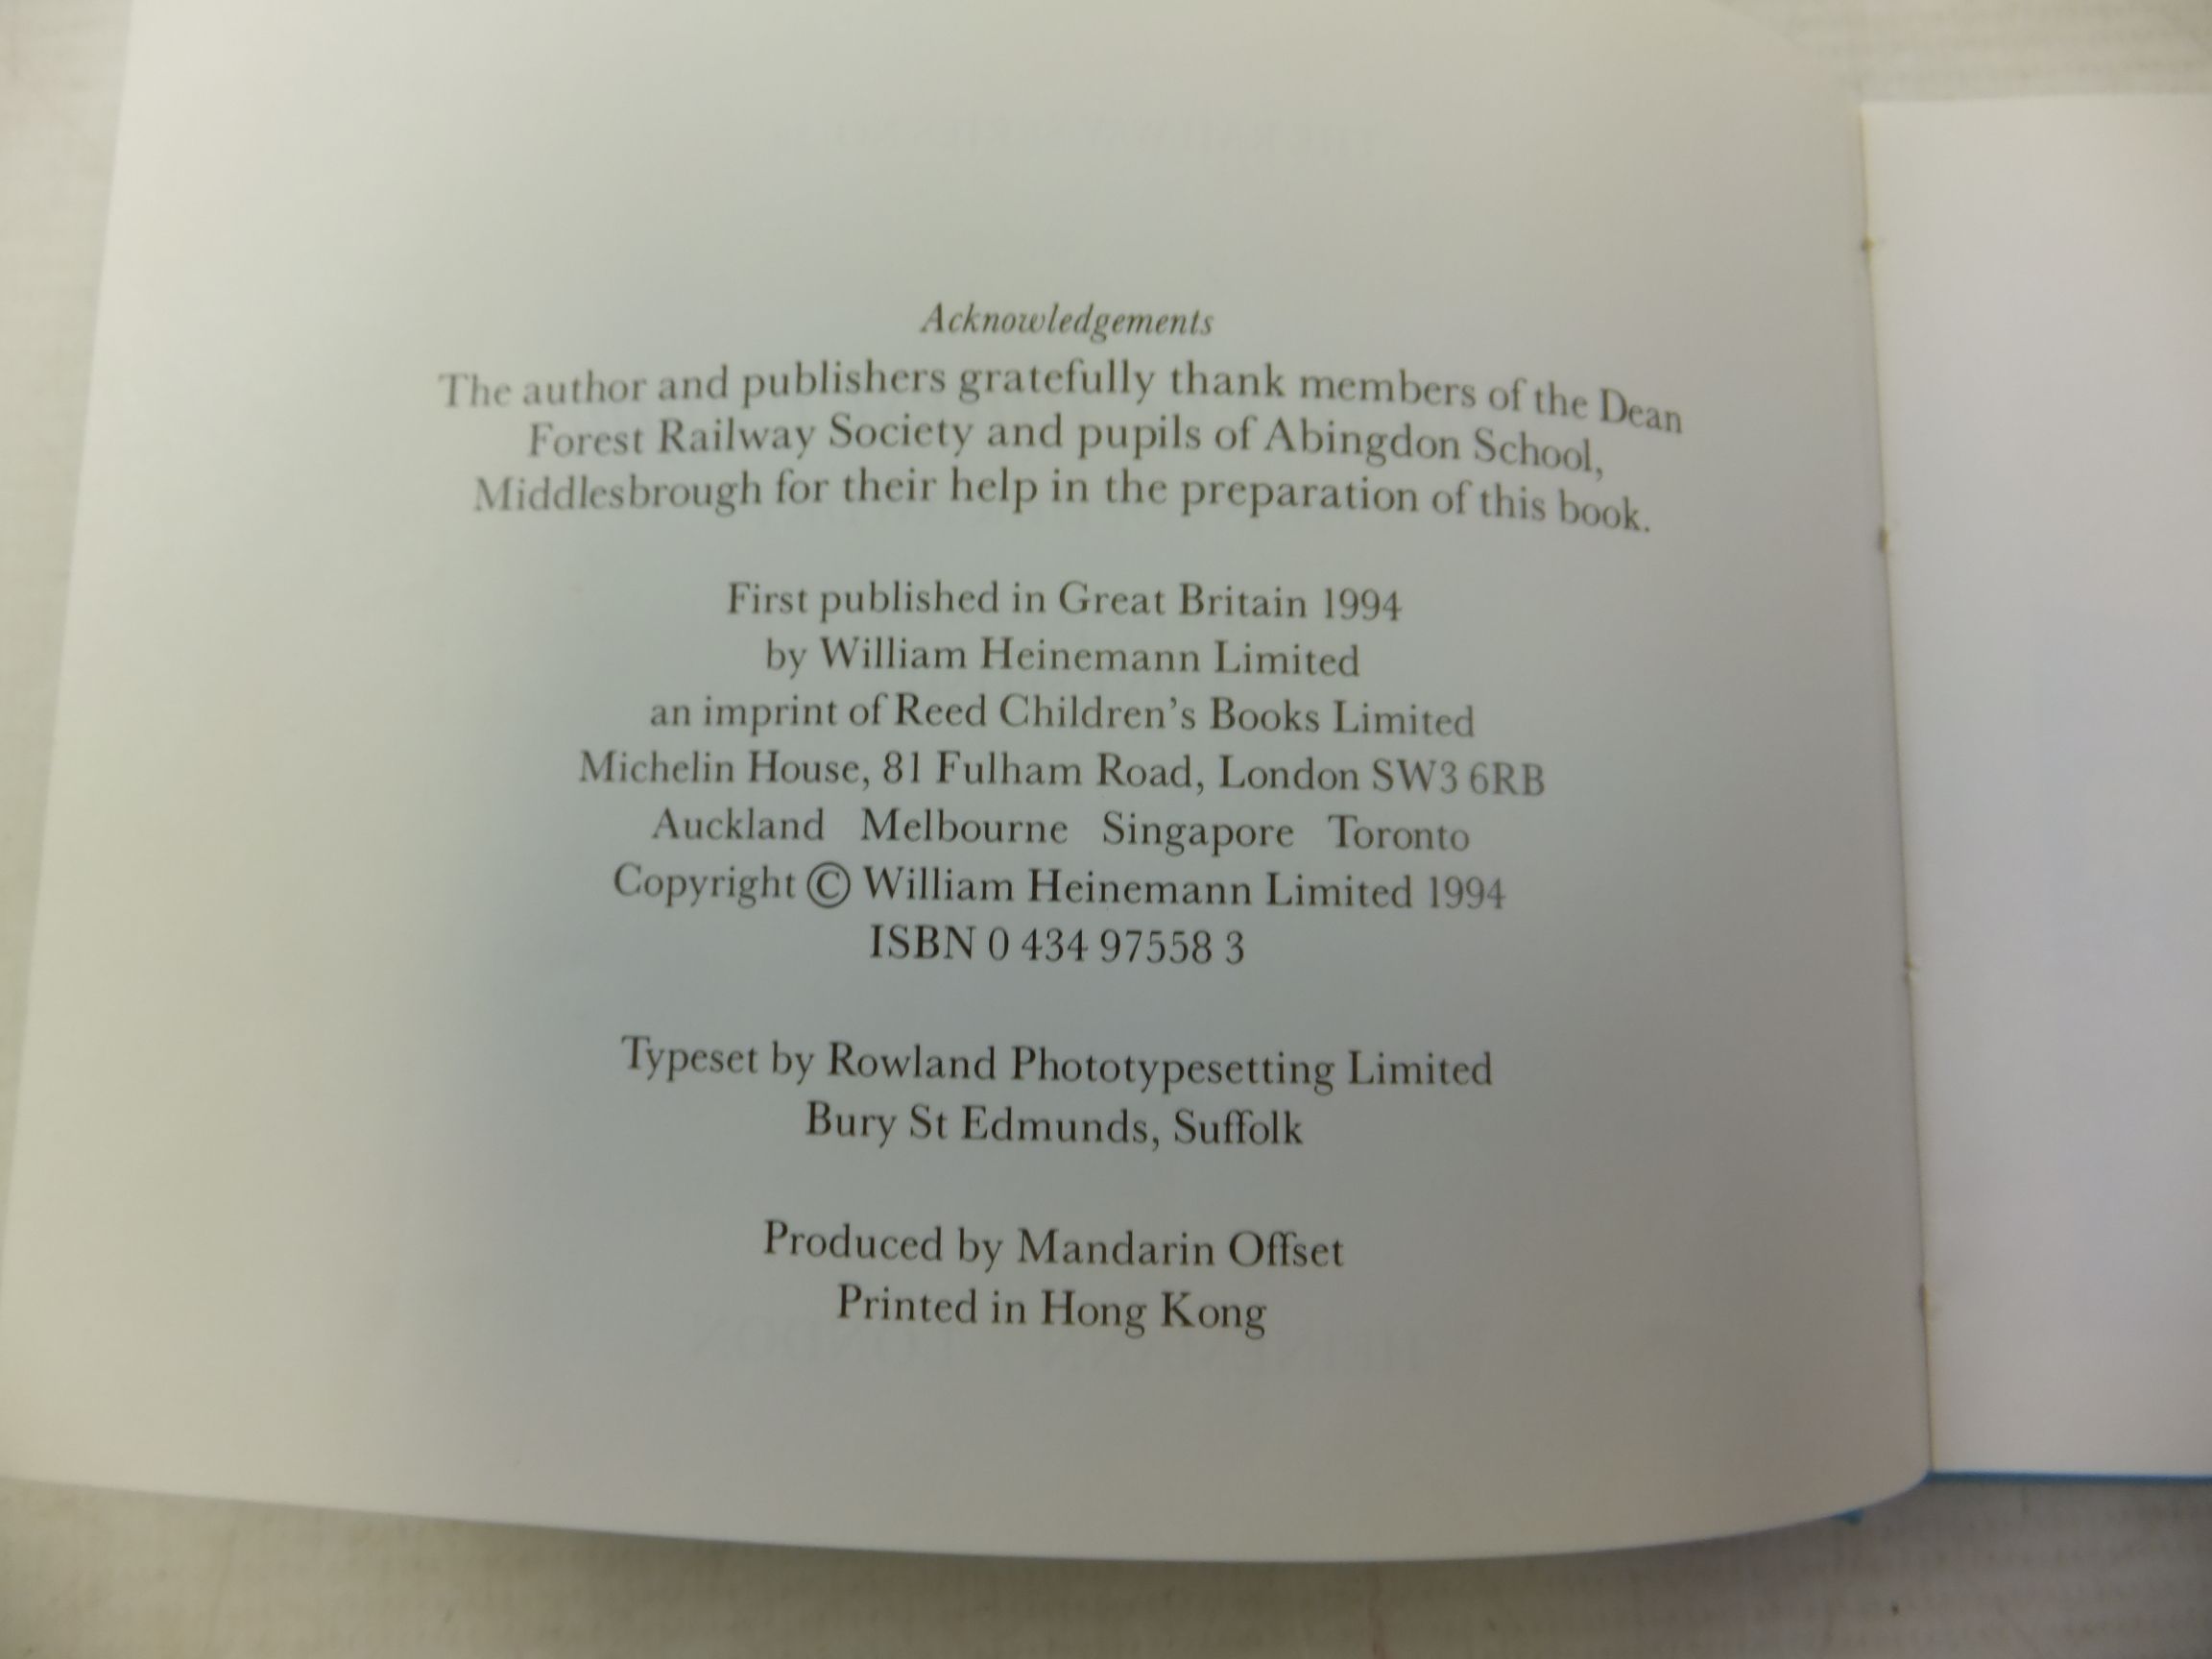 Acknowledgements
The author and publishers gratefully thank members of the Dean
Forest Railway Society and pupils of Abingdon School,
Middlesbrough for their help in the preparation of this book.
First published in Great Britain 1994
by William Heinemann Limited
an imprint of Reed Children's Books Limited
Michelin House, 81 Fulham Road, London SW3 6RB
Auckland Melbourne Singapore Toronto
Copyright © William Heinemann Limited 1994
ISBN 0 434 97558 3
Typeset by Rowland Phototypesetting Limited
Bury St Edmunds, Suffolk
Produced by Mandarin Offset
Printed in Hong Kong